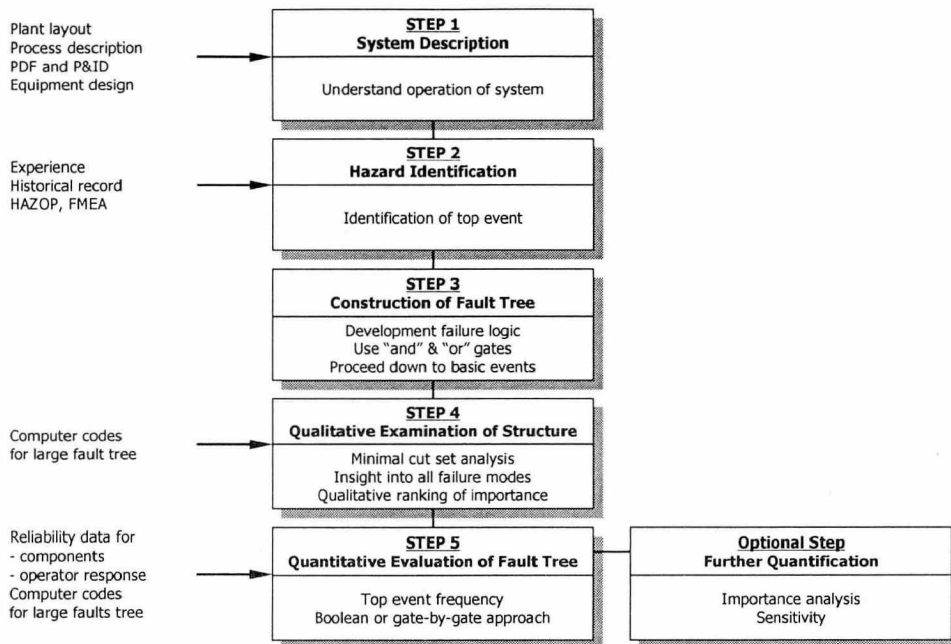 Plant layout
Process description
PDF and P&ID
Equipment design
STEP 1
System Description
Understand operation of system
Experience
Historical record
HAZOP, FMEA
STEP 2
Hazard Identification
Identification of top event
STEP 3
Construction of Fault Tree
Development failure logic
Use “and” & “or” gates
Proceed down to basic events
Computer codes
for large fault tree
STEP 4
Qualitative Examination of Structure
Minimal cut set analysis
Insight into all failure modes
Qualitative ranking of importance
Reliability data for
- components
- operator response
Computer codes
for large faults tree
STEP 5
Quantitative Evaluation of Fault Tree
Top event frequency
Boolean or gate-by-gate approach
Optional Step
Further Quantification
Importance analysis
Sensitivity